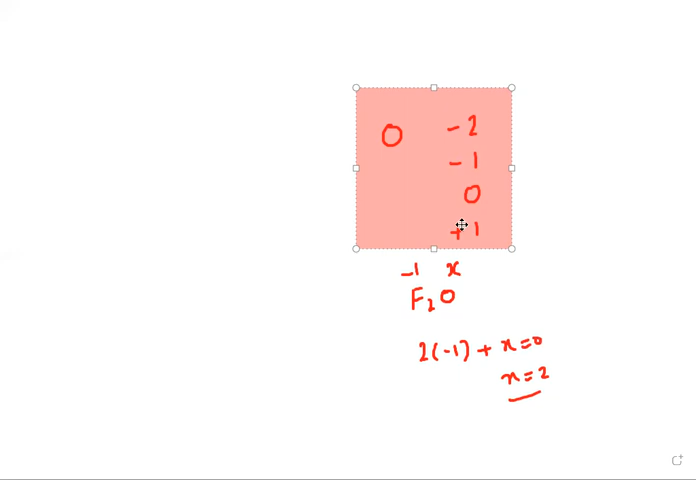 O -2
-1
0
+1
-1 x
F₂O
2(-1) + x=0
x=2